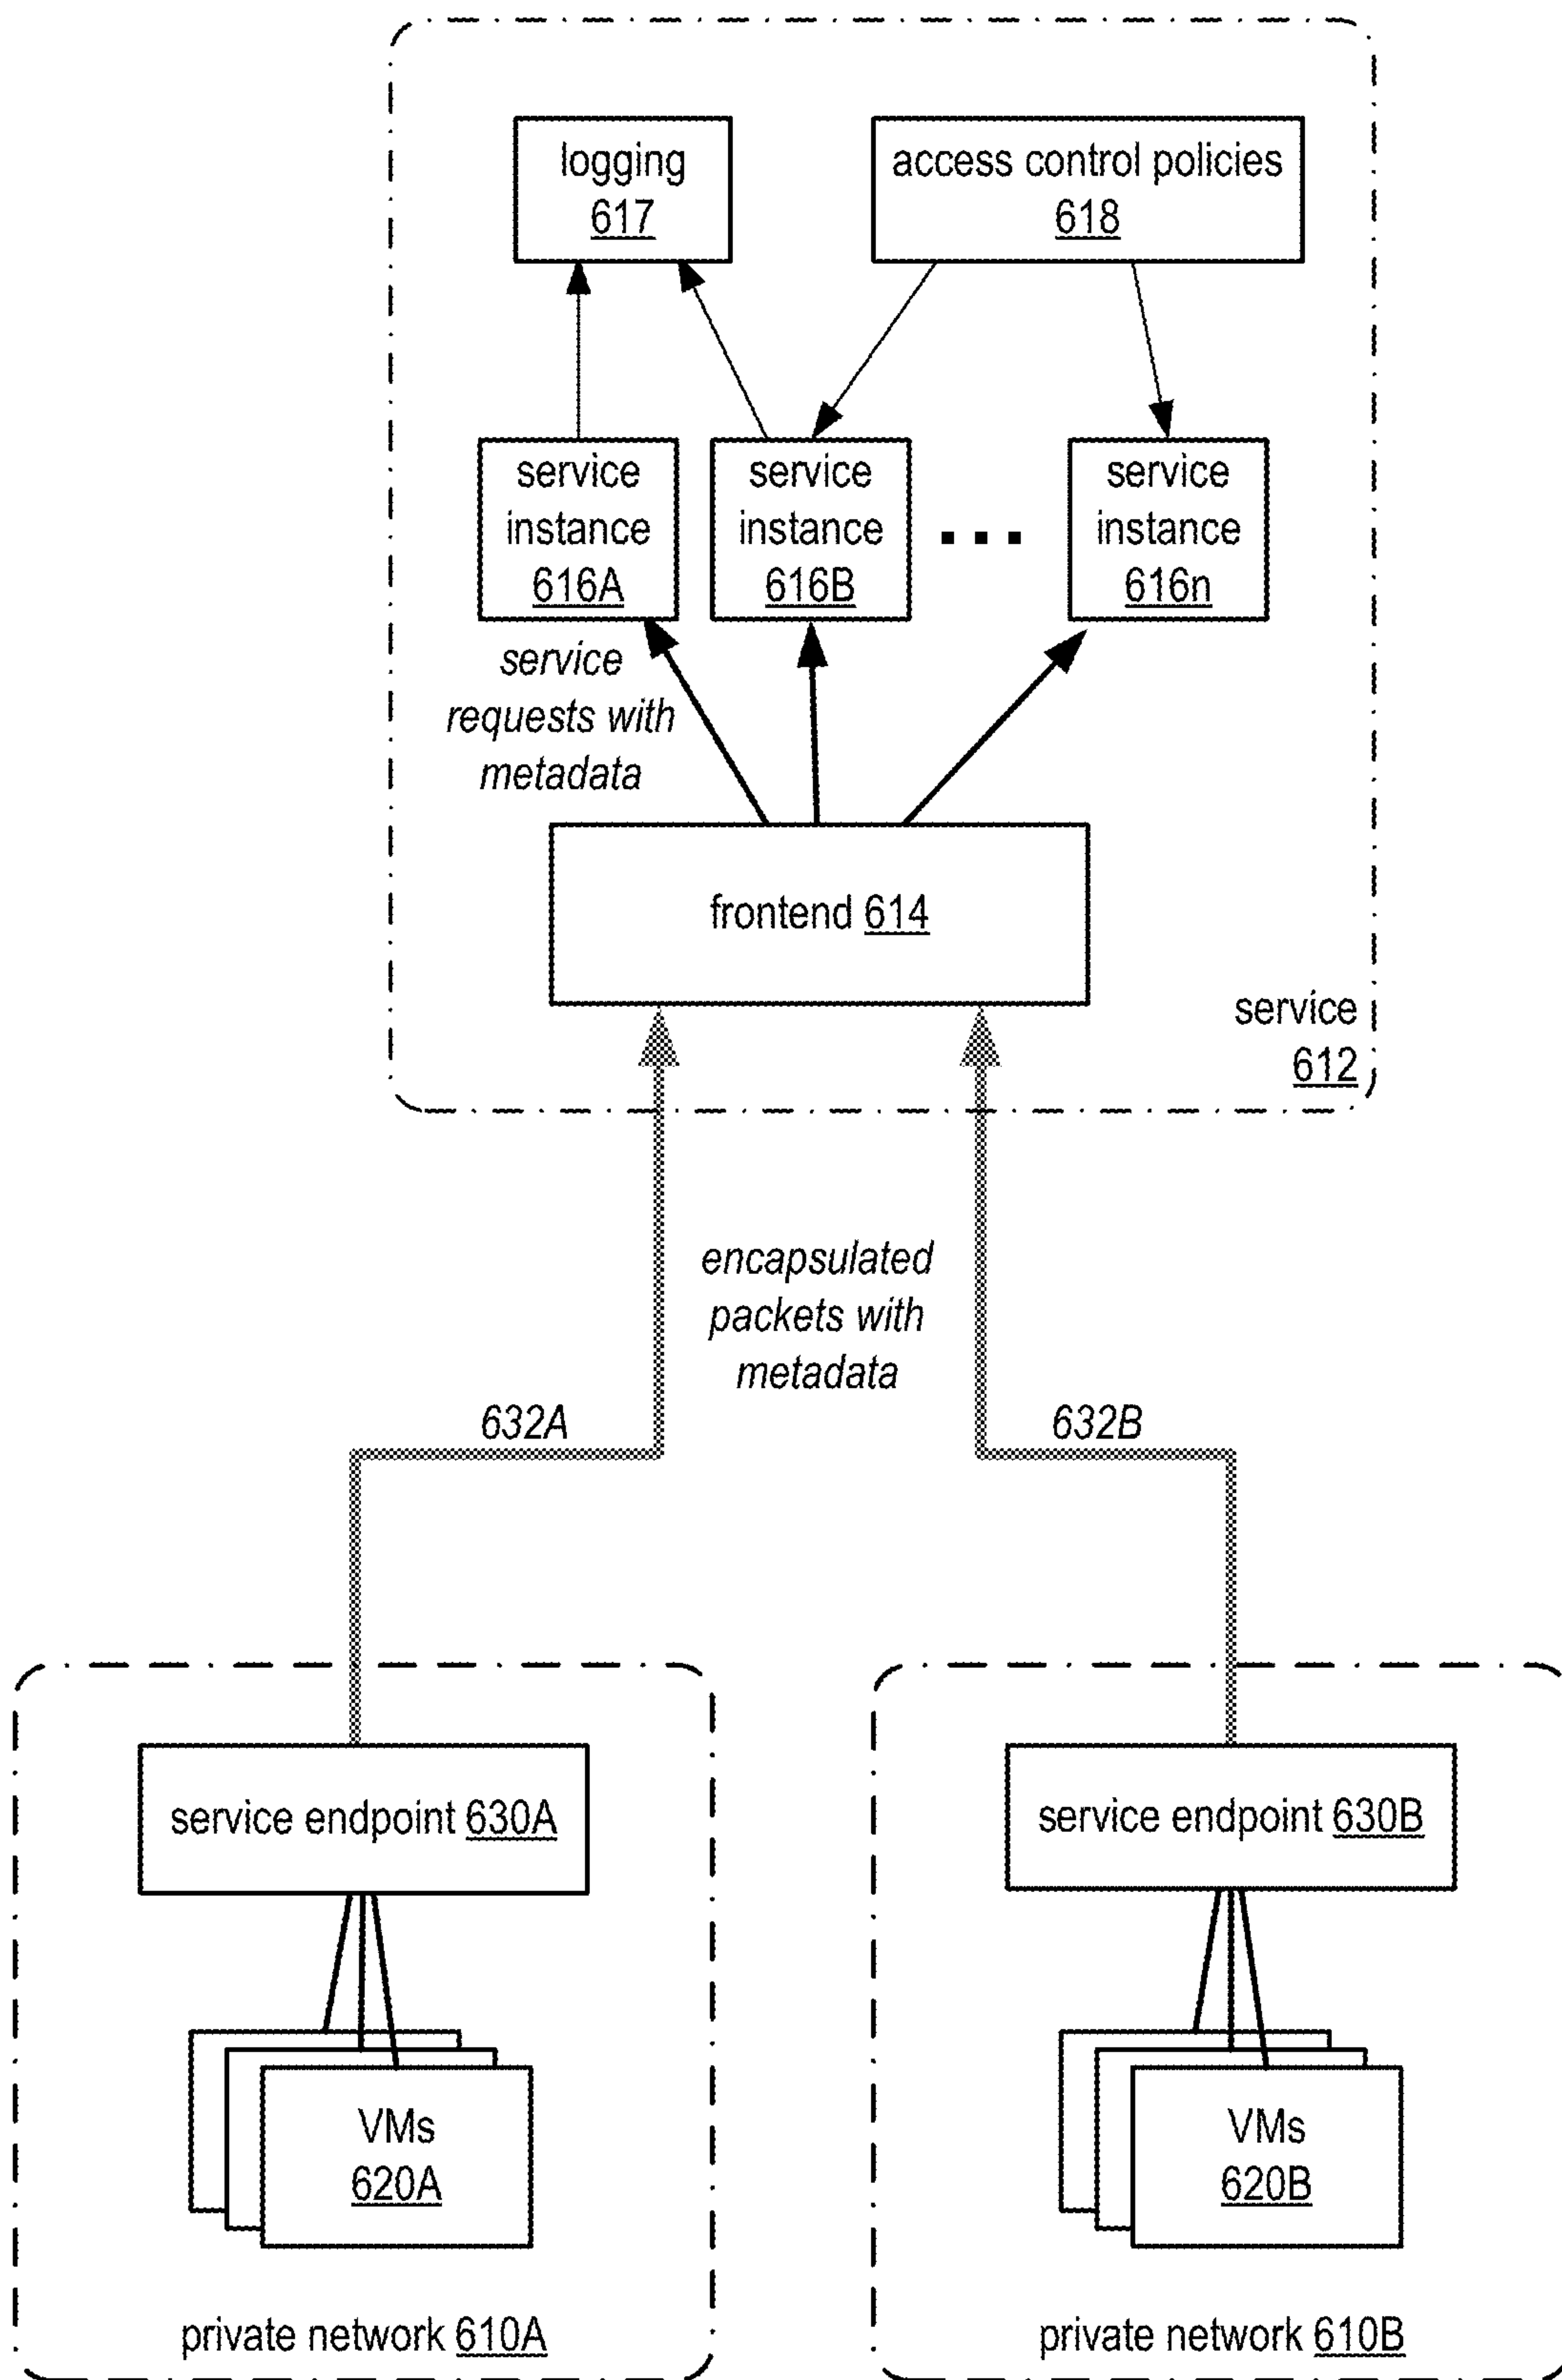 logging
617
access control policies
618
service
instance
616A
service
instance
616B
...
service
instance
616n
service
requests with
metadata
frontend 614
service
612
encapsulated
packets with
metadata
632A
632B
service endpoint 630A
service endpoint 630B
VMs
620A
VMs
620B
private network 610A
private network 610B